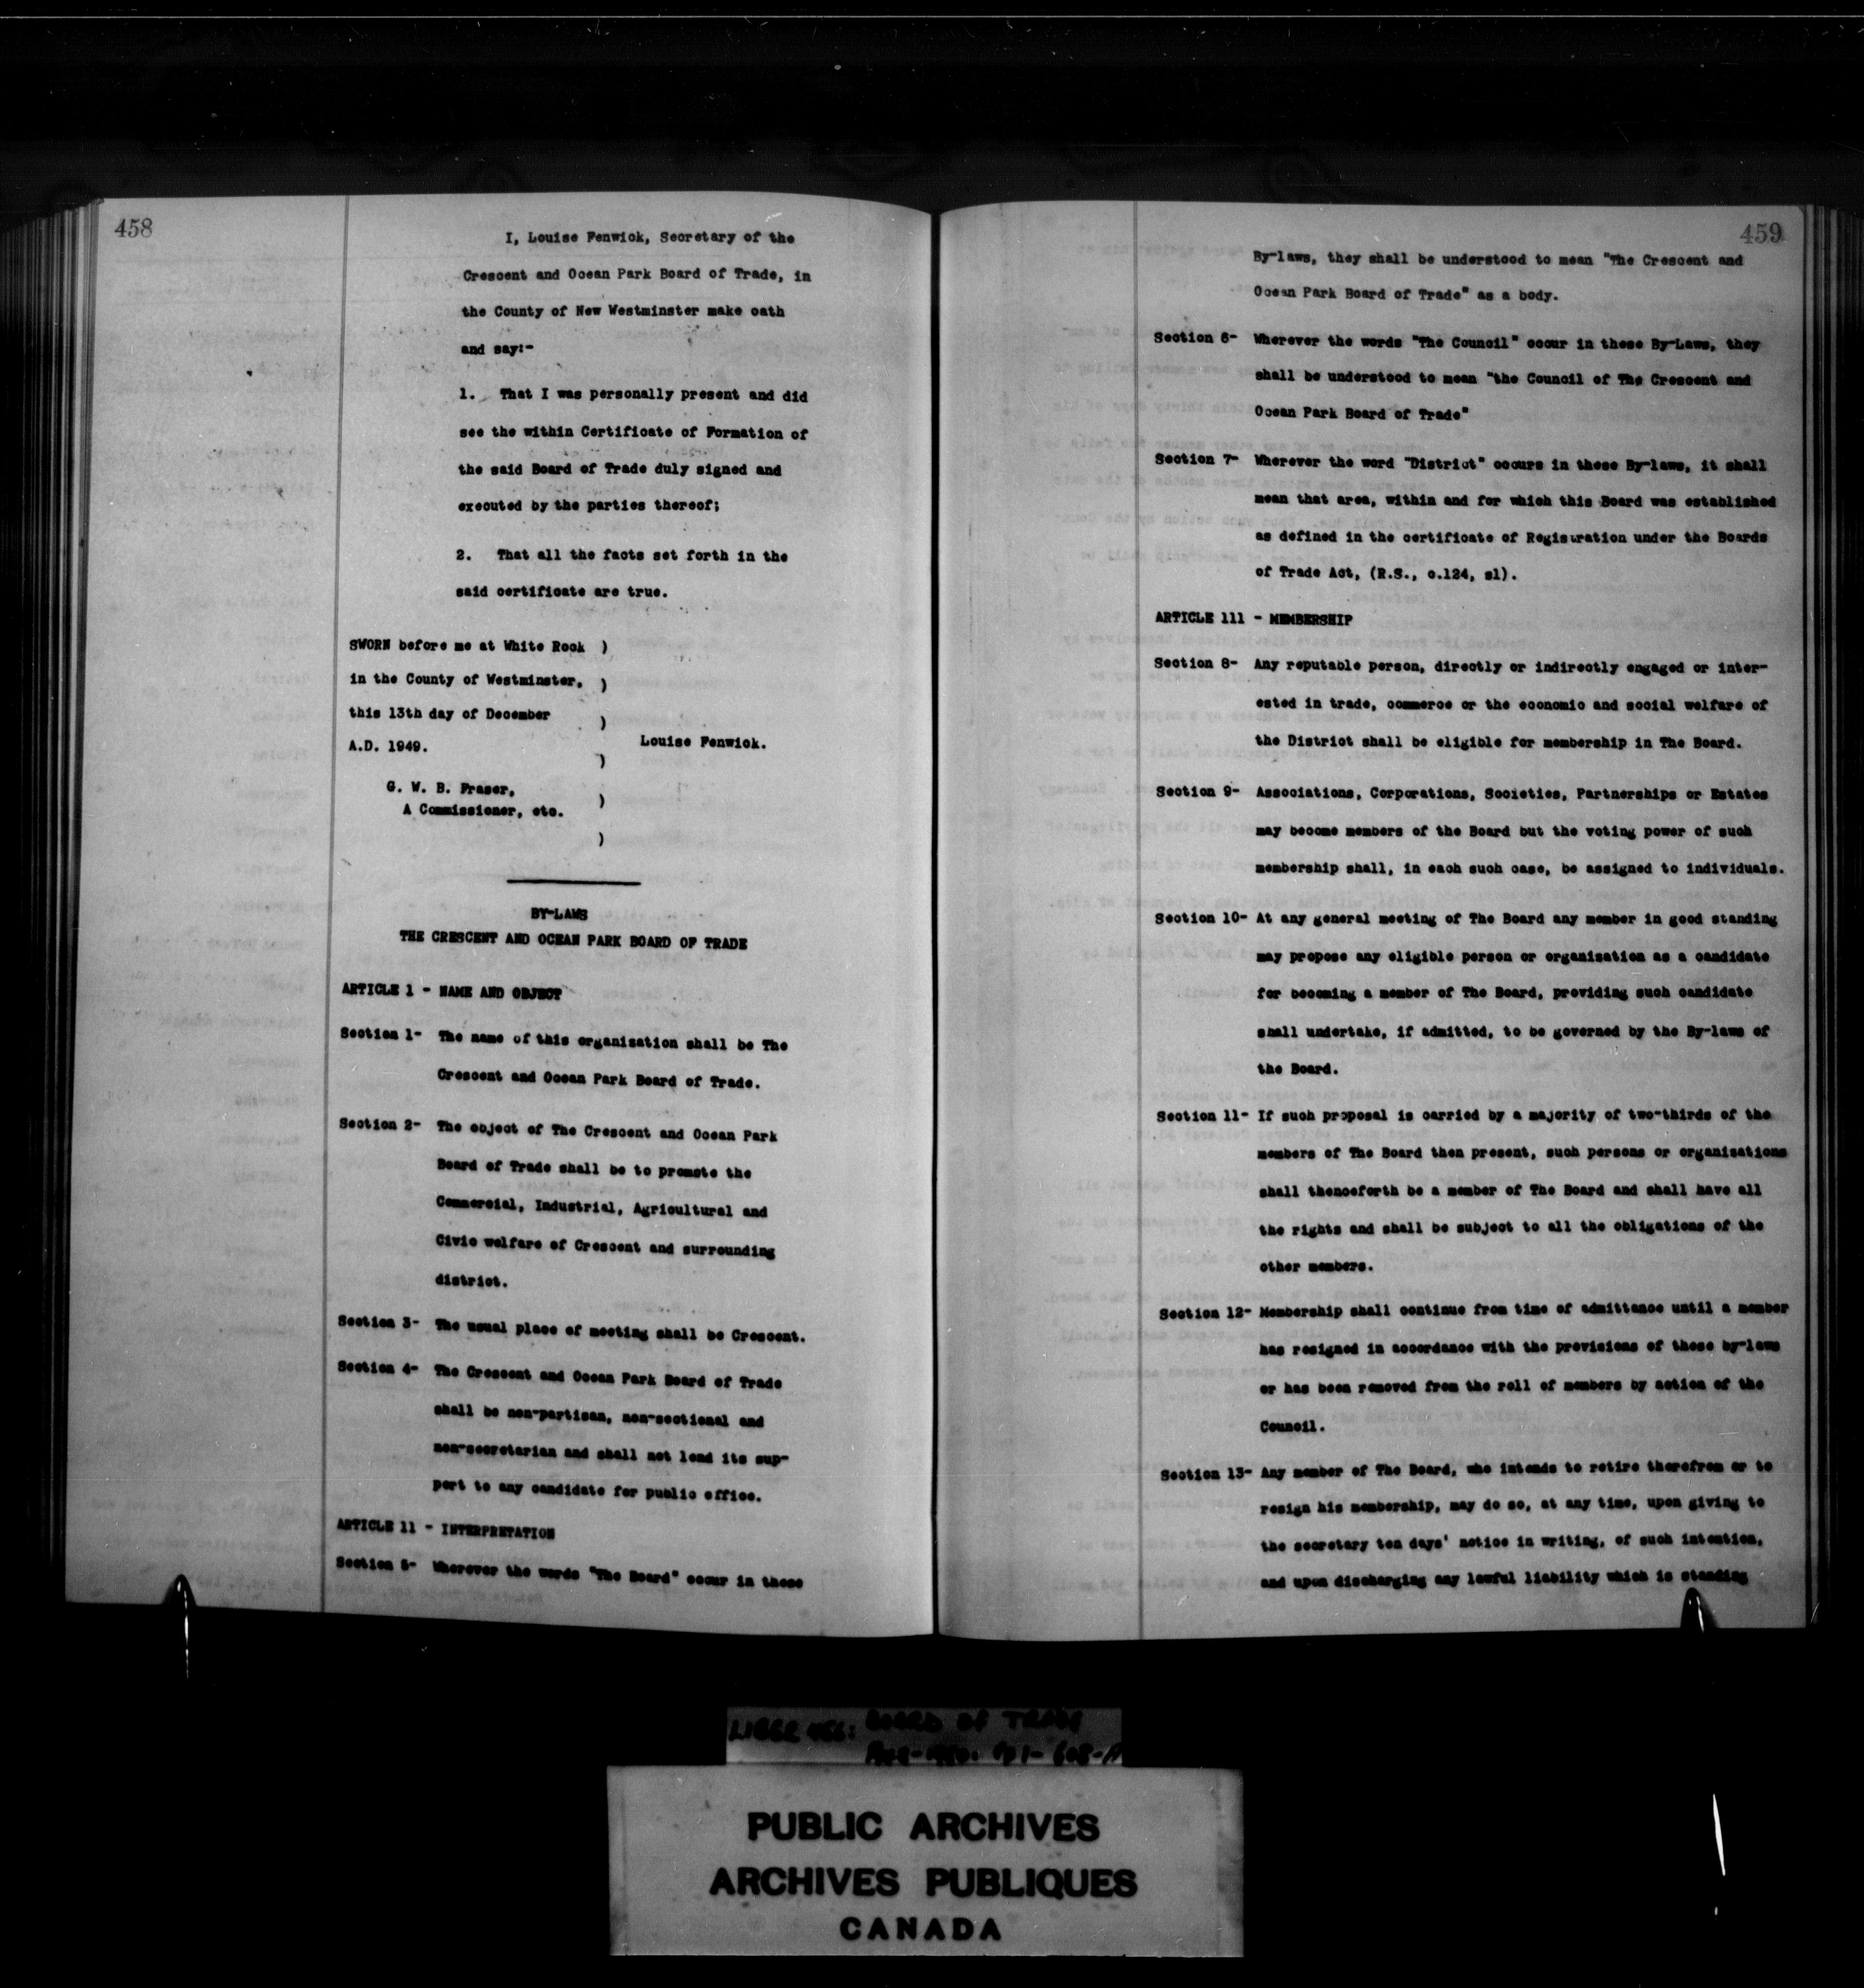 458
I, Louise Fenwick, Secretary of the
Crescent and Ocean Park Board of Trade, in
the County of New Westminster make oath
and say:-
1. That I was personally present and did
see the within Certificate of Formation of
the said Board of Trade duly signed and
executed by the parties thereof;
2. That all the facts set forth in the
said certificate are true.
SWORN before me at White Rock )
in the County of Westminster, )
this 13th day of December )
A.D. 1949. Louise Fenwick.
)
G. W. B. Fraser, )
A Commissioner, etc.
)
BY-LAWS
THE CRESCENT AND OCEAN PARK BOARD OF TRADE
ARTICLE 1 - NAME AND OBJECT
Section 1- The name of this organization shall be The
Crescent and Ocean Park Board of Trade.
Section 2- The object of The Crescent and Ocean Park
Board of Trade shall be to promote the
Commercial, Industrial, Agricultural and
Civic welfare of Crescent and surrounding
district.
Section 3- The usual place of meeting shall be Crescent.
Section 4- The Crescent and Ocean Park Board of Trade
shall be non-partisan, non-sectional and
non-secretarian and shall not lend its sup-
port to any candidate for public office.
ARTICLE 11 - INTERPRETATION
Section 5- Wherever the words "The Board" occur in these
459
By-laws, they shall be understood to mean "The Crescent and
Ocean Park Board of Trade" as a body.
Section 6- Wherever the words "The Council" occur in these By-Laws, they
shall be understood to mean "the Council of The Crescent and
Ocean Park Board of Trade"
Section 7- Wherever the word "District" occurs in these By-laws, it shall
mean that area, within and for which this Board was established
as defined in the certificate of Registration under the Boards
of Trade Act, (R.S., c.124, s1).
ARTICLE 111 - MEMBERSHIP
Section 8- Any reputable person, directly or indirectly engaged or inter-
ested in trade, commerce or the economic and social welfare of
the District shall be eligible for membership in The Board.
Section 9- Associations, Corporations, Societies, Partnerships or Estates
may become members of the Board but the voting power of such
membership shall, in each such case, be assigned to individuals.
Section 10- At any general meeting of The Board any member in good standing
may propose any eligible person or organization as a candidate
for becoming a member of The Board, providing such candidate
shall undertake, if admitted, to be governed by the By-laws of
the Board.
Section 11- If such proposal is carried by a majority of two-thirds of the
members of The Board then present, such persons or organizations
shall thenceforth be a member of The Board and shall have all
the rights and shall be subject to all the obligations of the
other members.
Section 12- Membership shall continue from time of admittance until a member
has resigned in accordance with the provisions of these by-laws
or has been removed from the roll of members by action of the
Council.
Section 13- Any member of The Board, who intends to retire therefrom or to
resign his membership, may do so, at any time, upon giving to
the secretary ten days' notice in writing, of such intention,
and upon discharging any lawful liability which is standing
BOARD OF TRADE
PUBLIC ARCHIVES
ARCHIVES PUBLIQUES
CANADA